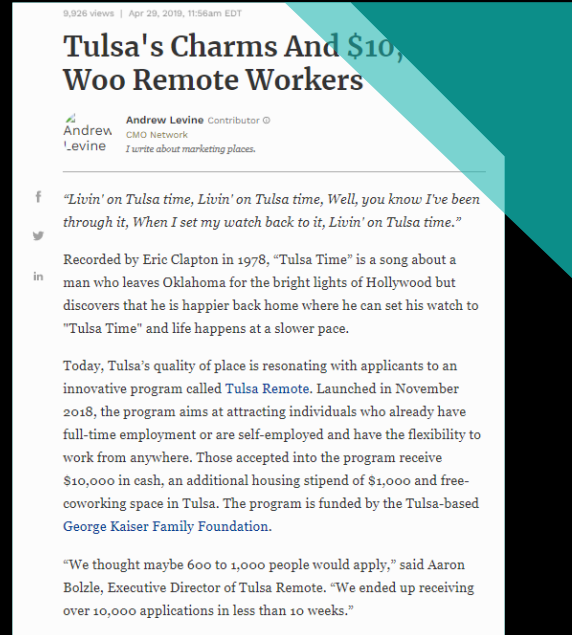 9,926 views | Apr 29, 2019, 11:56am EDT
Tulsa's Charms And $10,
Woo Remote Workers
Andrew Levine
Andrew Levine Contributor
CMO Network
I write about marketing places.
“Livin' on Tulsa time, Livin' on Tulsa time, Well, you know I've been
through it, When I set my watch back to it, Livin' on Tulsa time.”
Recorded by Eric Clapton in 1978, “Tulsa Time” is a song about a
man who leaves Oklahoma for the bright lights of Hollywood but
discovers that he is happier back home where he can set his watch to
"Tulsa Time" and life happens at a slower pace.
Today, Tulsa’s quality of place is resonating with applicants to an
innovative program called Tulsa Remote. Launched in November
2018, the program aims at attracting individuals who already have
full-time employment or are self-employed and have the flexibility to
work from anywhere. Those accepted into the program receive
$10,000 in cash, an additional housing stipend of $1,000 and free-
coworking space in Tulsa. The program is funded by the Tulsa-based
George Kaiser Family Foundation.
“We thought maybe 600 to 1,000 people would apply,” said Aaron
Bolzle, Executive Director of Tulsa Remote. “We ended up receiving
over 10,000 applications in less than 10 weeks.”